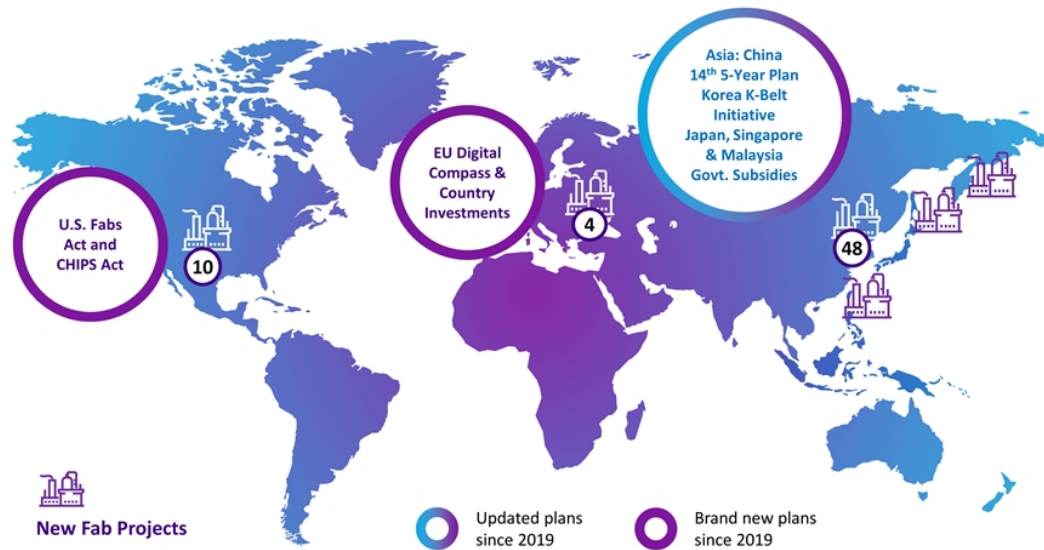 Asia: China
14th 5-Year Plan
Korea K-Belt
Initiative
Japan, Singapore
& Malaysia
Govt. Subsidies
EU Digital
Compass &
Country
Investments
U.S. Fabs
Act and
CHIPS Act
10
4
48
New Fab Projects
Updated plans
since 2019
Brand new plans
since 2019